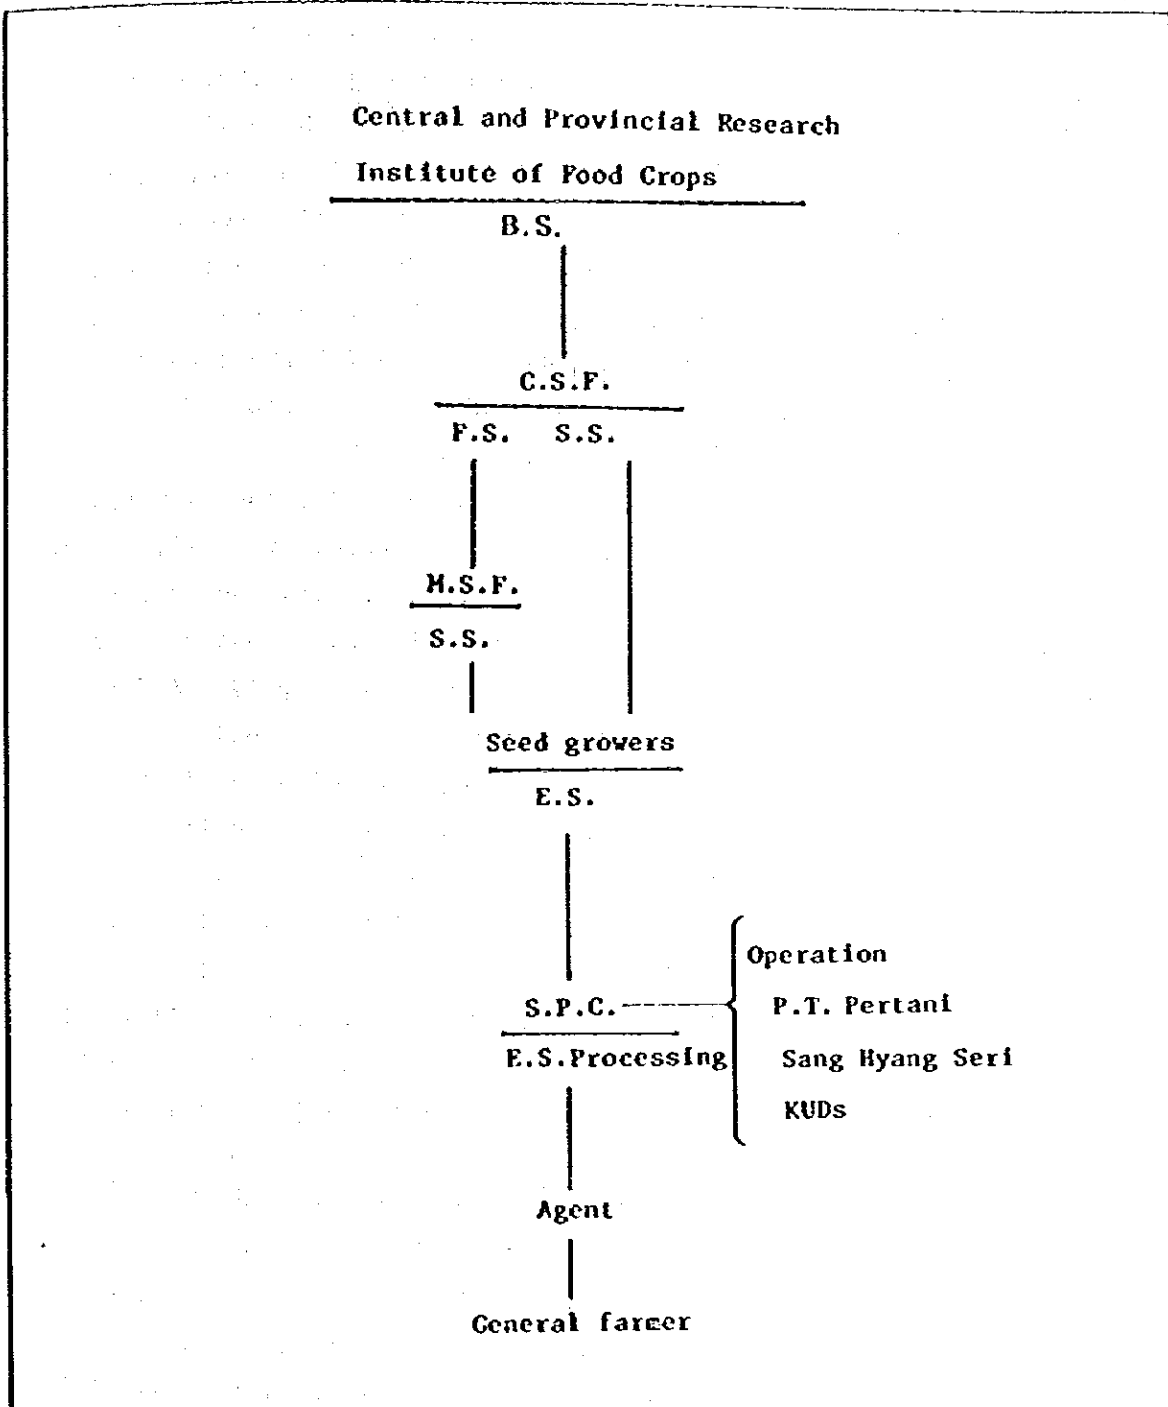 Central and Provincial Research
Institute of Food Crops
B.S.
C.S.F.
F.S. S.S.
M.S.F.
S.S.
Seed growers
E.S.
Operation
S.P.C. P.T. Pertani
E.S.Processing Sang Hyang Seri
KUDs
Agent
General farmer